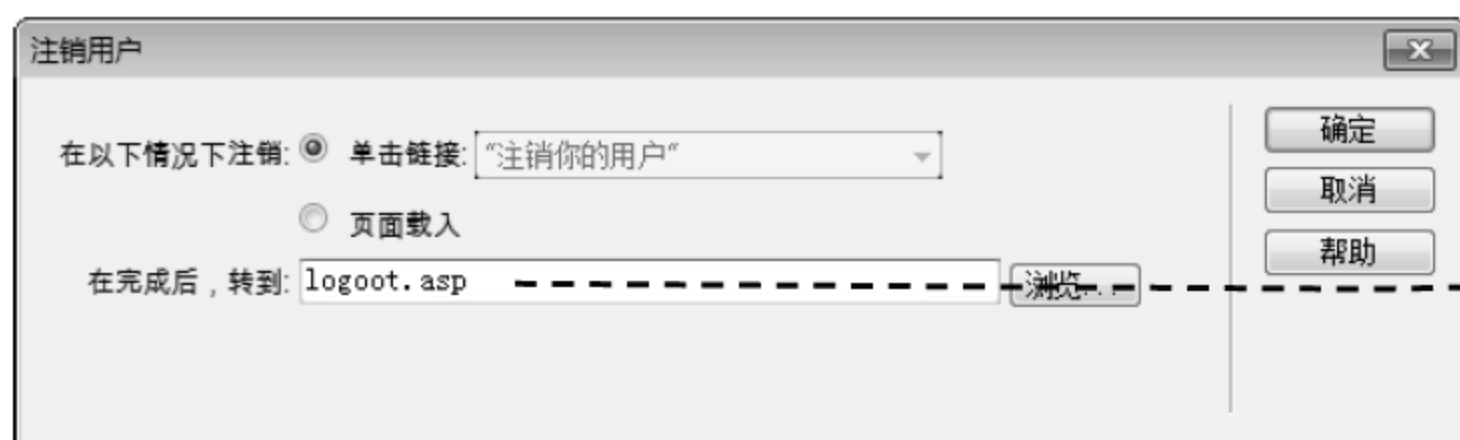 注销用户
在以下情况下注销: 单击链接: “注销你的用户”
确定
取消
页面载入
帮助
在完成后，转到: logoot.asp 浏览...